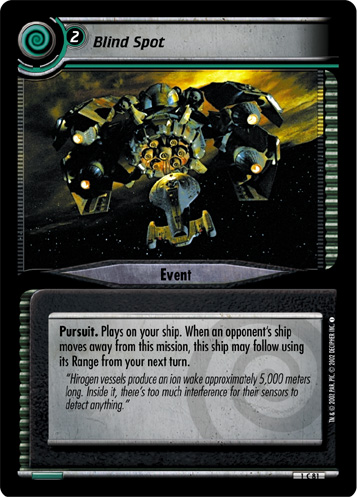 2
Blind Spot
Event
Pursuit. Plays on your ship. When an opponent's ship
moves away from this mission, this ship may follow using
its Range from your next turn.
"Hirogen vessels produce an ion wake approximately 5,000 meters
long. Inside it, there's too much interference for their sensors to
detect anything."
TM & © 2002 PAR. PIC. © 2002 DECIPHER INC.
1 C 81